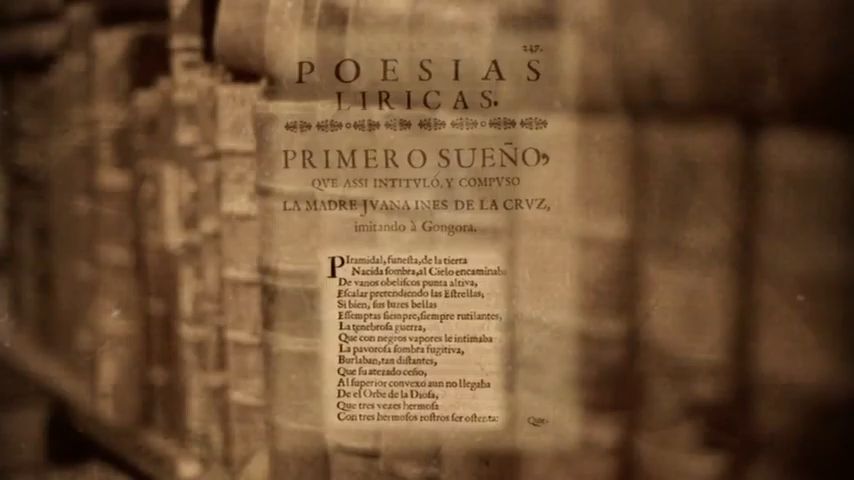 247.
POESIAS
LIRICAS.
PRIMERO SUEÑO,
QVE ASSI INTITVLÓ, Y COMPVSO
LA MADRE JVANA INES DE LA CRVZ,
imitando à Gongora.
PIramidal, funesta, de la tierra
Nacida sombra, al Cielo encaminaba
De vanos obeliscos punta altiva,
Escalar pretendiendo las Estrellas,
Si bien, sus luzes bellas
Essemptas siempre, siempre rutilantes,
La tenebrosa guerra,
Que con negros vapores le intimaba
La pavorosa sombra fugitiva,
Burlaban, tan distantes,
Que su atezado ceño,
Al superior convexo aun no llegaba
De el Orbe de la Diosa,
Que tres vezes hermosa
Con tres hermosos rostros ser ostenta:
Que-